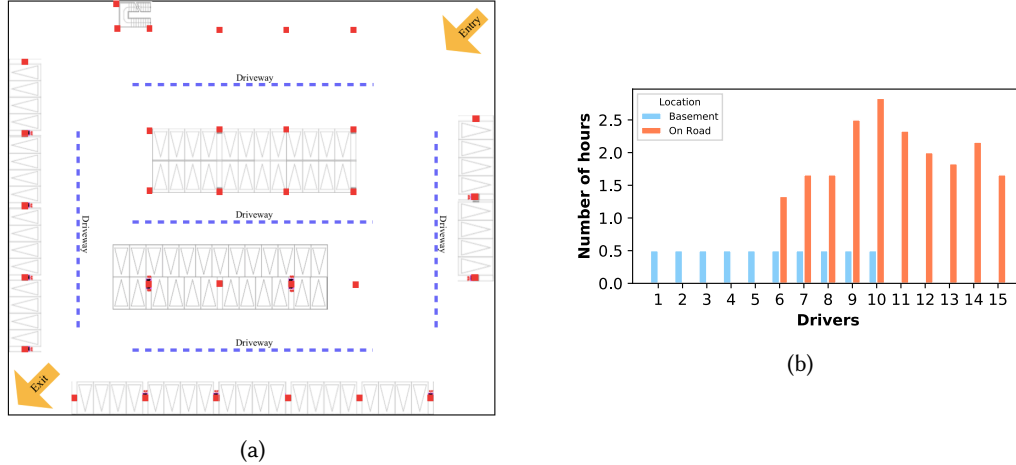 Entry
Driveway
Driveway
Driveway
Driveway
Driveway
Exit
(a)
Number of hours
2.5
2.0
1.5
1.0
0.5
0.0
Location
Basement
On Road
1 2 3 4 5 6 7 8 9 10 11 12 13 14 15
Drivers
(b)